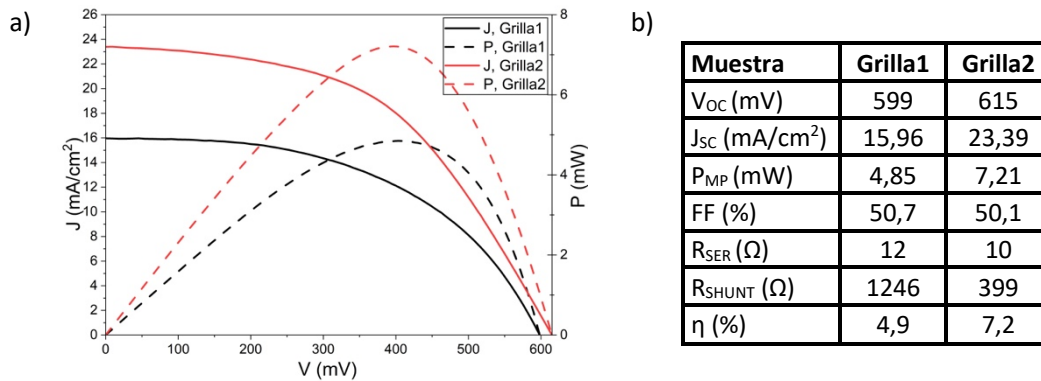 a)
26
24
22
20
18
16
14
12
10
8
6
4
2
0
J (mA/cm²)
8
6
4
2
0
P (mW)
0 100 200 300 400 500 600
V (mV)
J, Grilla1
P, Grilla1
J, Grilla2
P, Grilla2
b)
Muestra Grilla1 Grilla2
VOC (mV) 599 615
JSC (mA/cm²) 15,96 23,39
PMP (mW) 4,85 7,21
FF (%) 50,7 50,1
RSER (Ω) 12 10
RSHUNT (Ω) 1246 399
η (%) 4,9 7,2